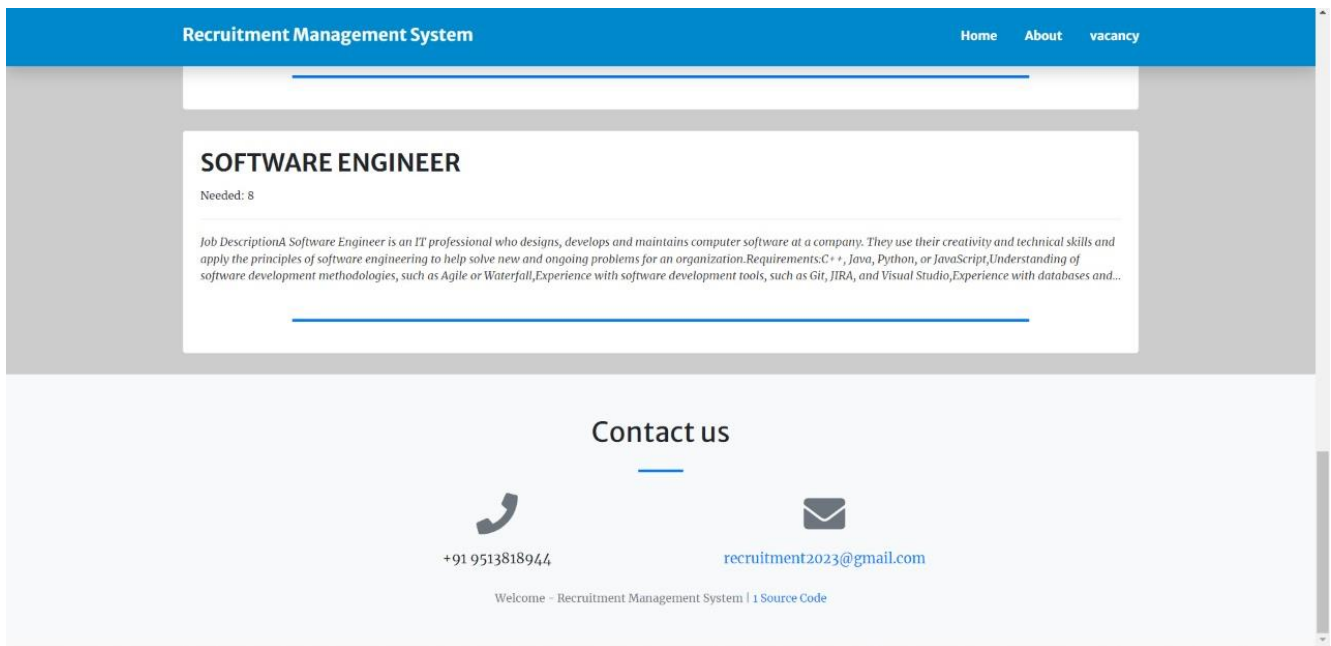 Recruitment Management System
Home About vacancy
SOFTWARE ENGINEER
Needed: 8
Job DescriptionA Software Engineer is an IT professional who designs, develops and maintains computer software at a company. They use their creativity and technical skills and
apply the principles of software engineering to help solve new and ongoing problems for an organization.Requirements:C++, Java, Python, or JavaScript,Understanding of
software development methodologies, such as Agile or Waterfall,Experience with software development tools, such as Git, JIRA, and Visual Studio,Experience with databases and...
Contact us
+91 9513818944
recruitment2023@gmail.com
Welcome - Recruitment Management System | 1 Source Code